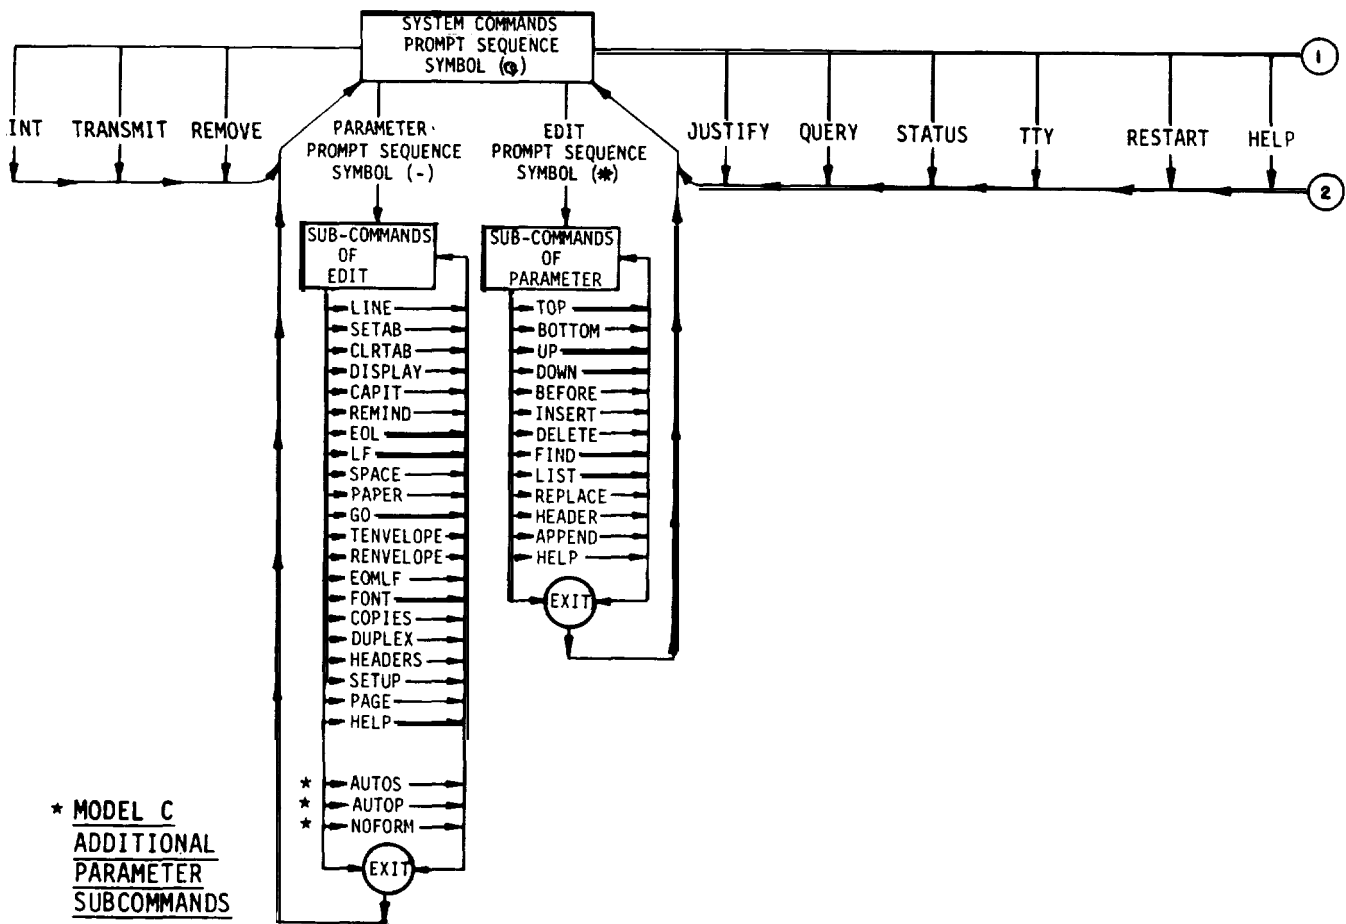 SYSTEM COMMANDS
PROMPT SEQUENCE
SYMBOL (@)
1
INT TRANSMIT REMOVE
PARAMETER
PROMPT SEQUENCE
SYMBOL (-)
EDIT
PROMPT SEQUENCE
SYMBOL (*)
JUSTIFY QUERY STATUS TTY RESTART HELP
2
SUB-COMMANDS
OF
EDIT
LINE
SETAB
CLRTAB
DISPLAY
CAPIT
REMIND
EOL
LF
SPACE
PAPER
GO
TENVELOPE
RENVELOPE
EOMLF
FONT
COPIES
DUPLEX
HEADERS
SETUP
PAGE
HELP
* AUTOS
* AUTOP
* NOFORM
EXIT
SUB-COMMANDS
OF
PARAMETER
TOP
BOTTOM
UP
DOWN
BEFORE
INSERT
DELETE
FIND
LIST
REPLACE
HEADER
APPEND
HELP
EXIT
* MODEL C
ADDITIONAL
PARAMETER
SUBCOMMANDS